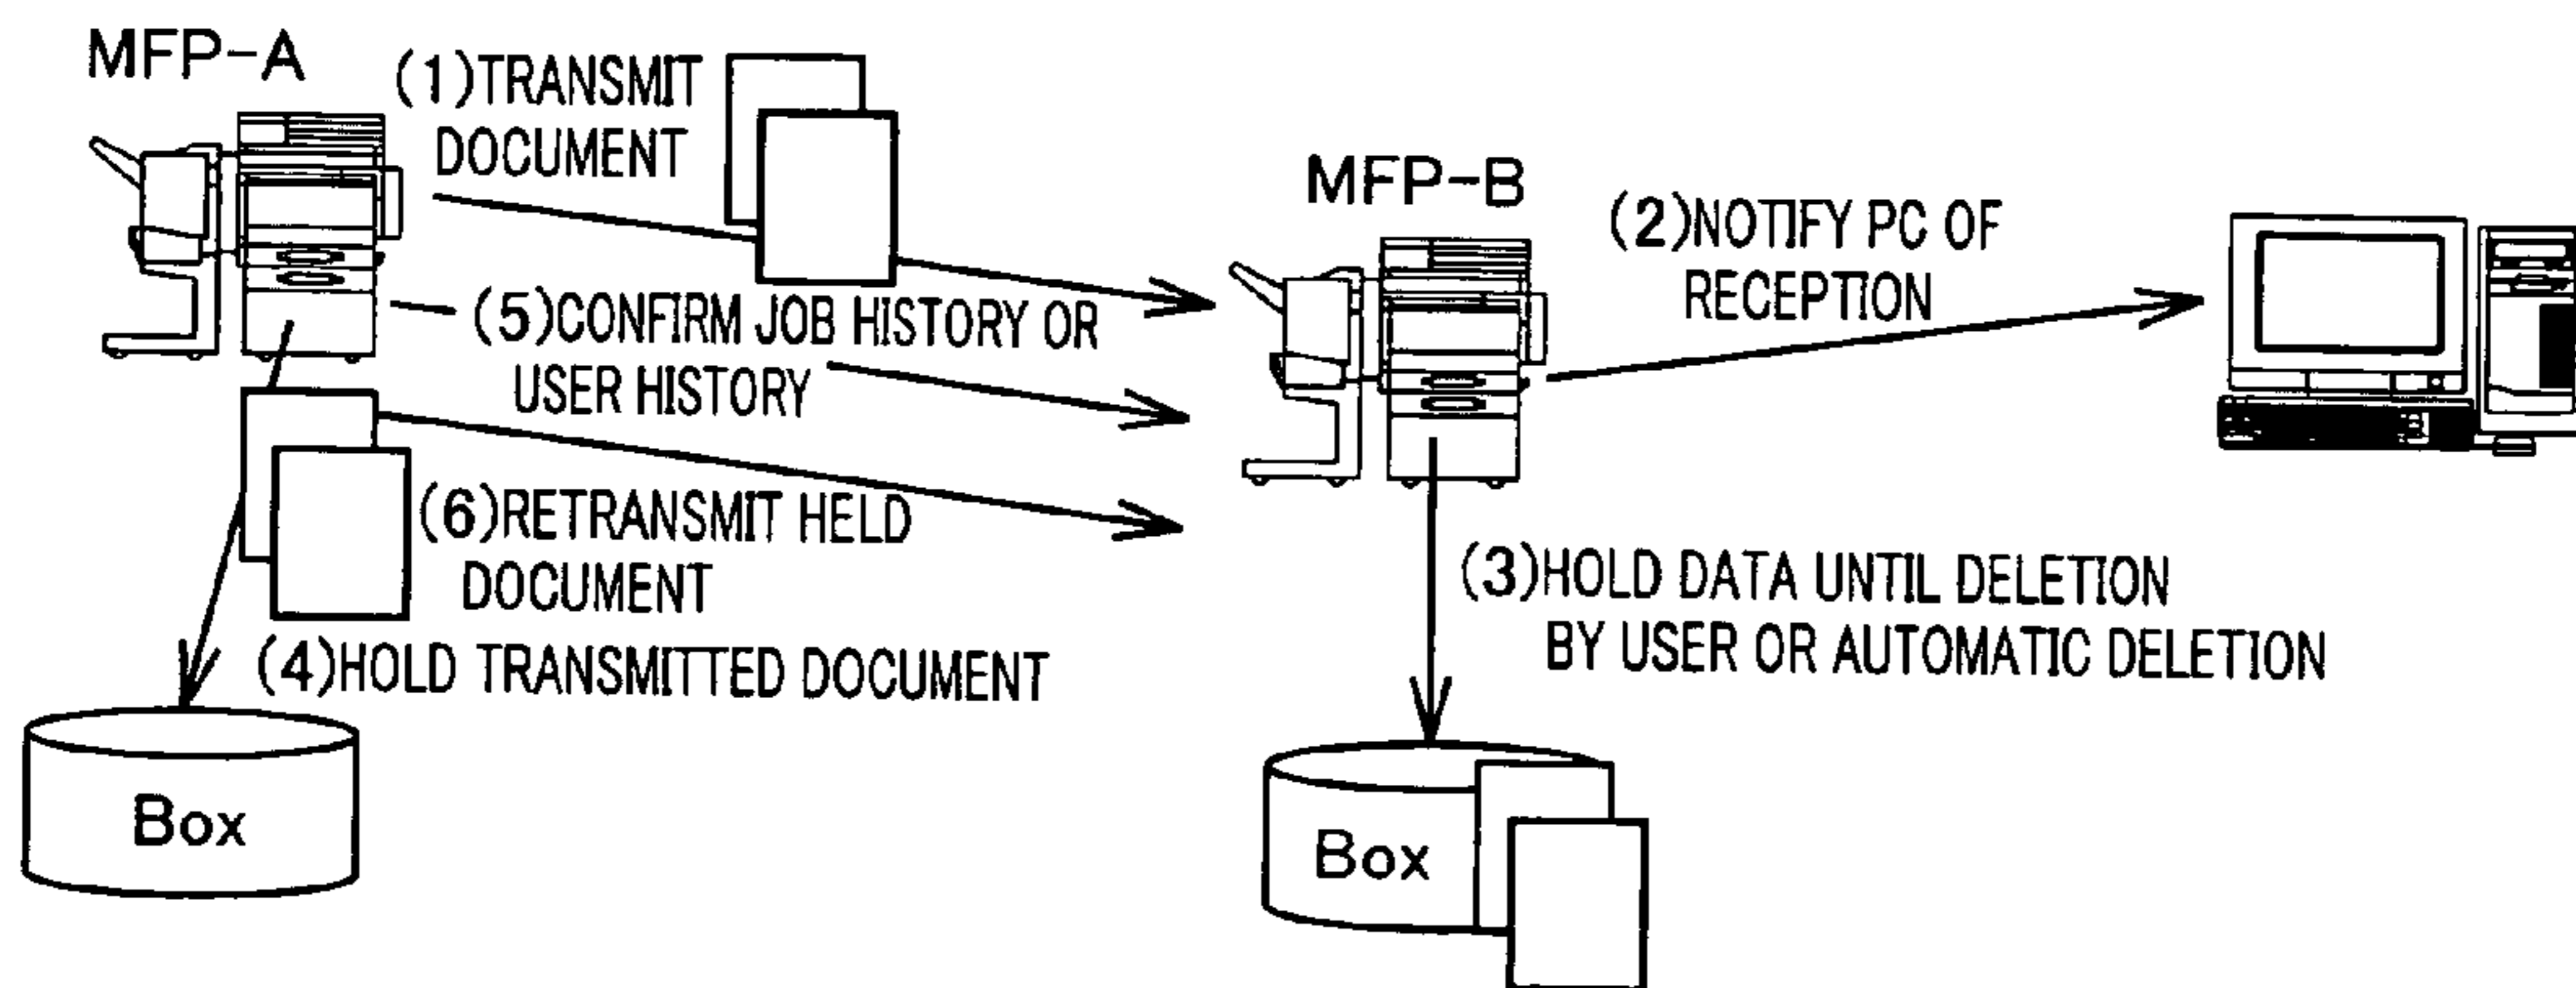 MFP-A
(1)TRANSMIT
DOCUMENT
MFP-B
(2)NOTIFY PC OF
RECEPTION
(5)CONFIRM JOB HISTORY OR
USER HISTORY
(6)RETRANSMIT HELD
DOCUMENT
(3)HOLD DATA UNTIL DELETION
BY USER OR AUTOMATIC DELETION
(4)HOLD TRANSMITTED DOCUMENT
Box
Box